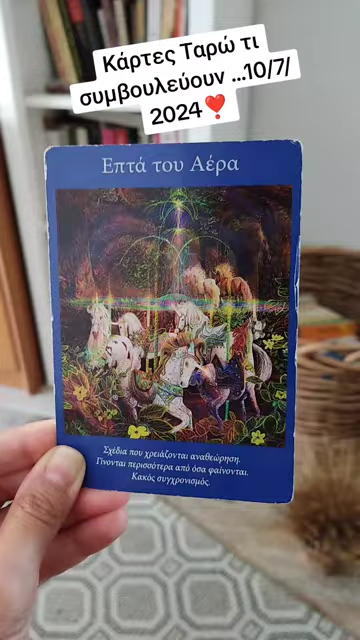 Κάρτες Ταρώ τι
συμβουλεύουν ...10/7/
2024❣️
Επτά του Αέρα
Σχέδια που χρειάζονται αναθεώρηση.
Γίνονται περισσότερα από όσα φαίνονται.
Κακός συγχρονισμός.